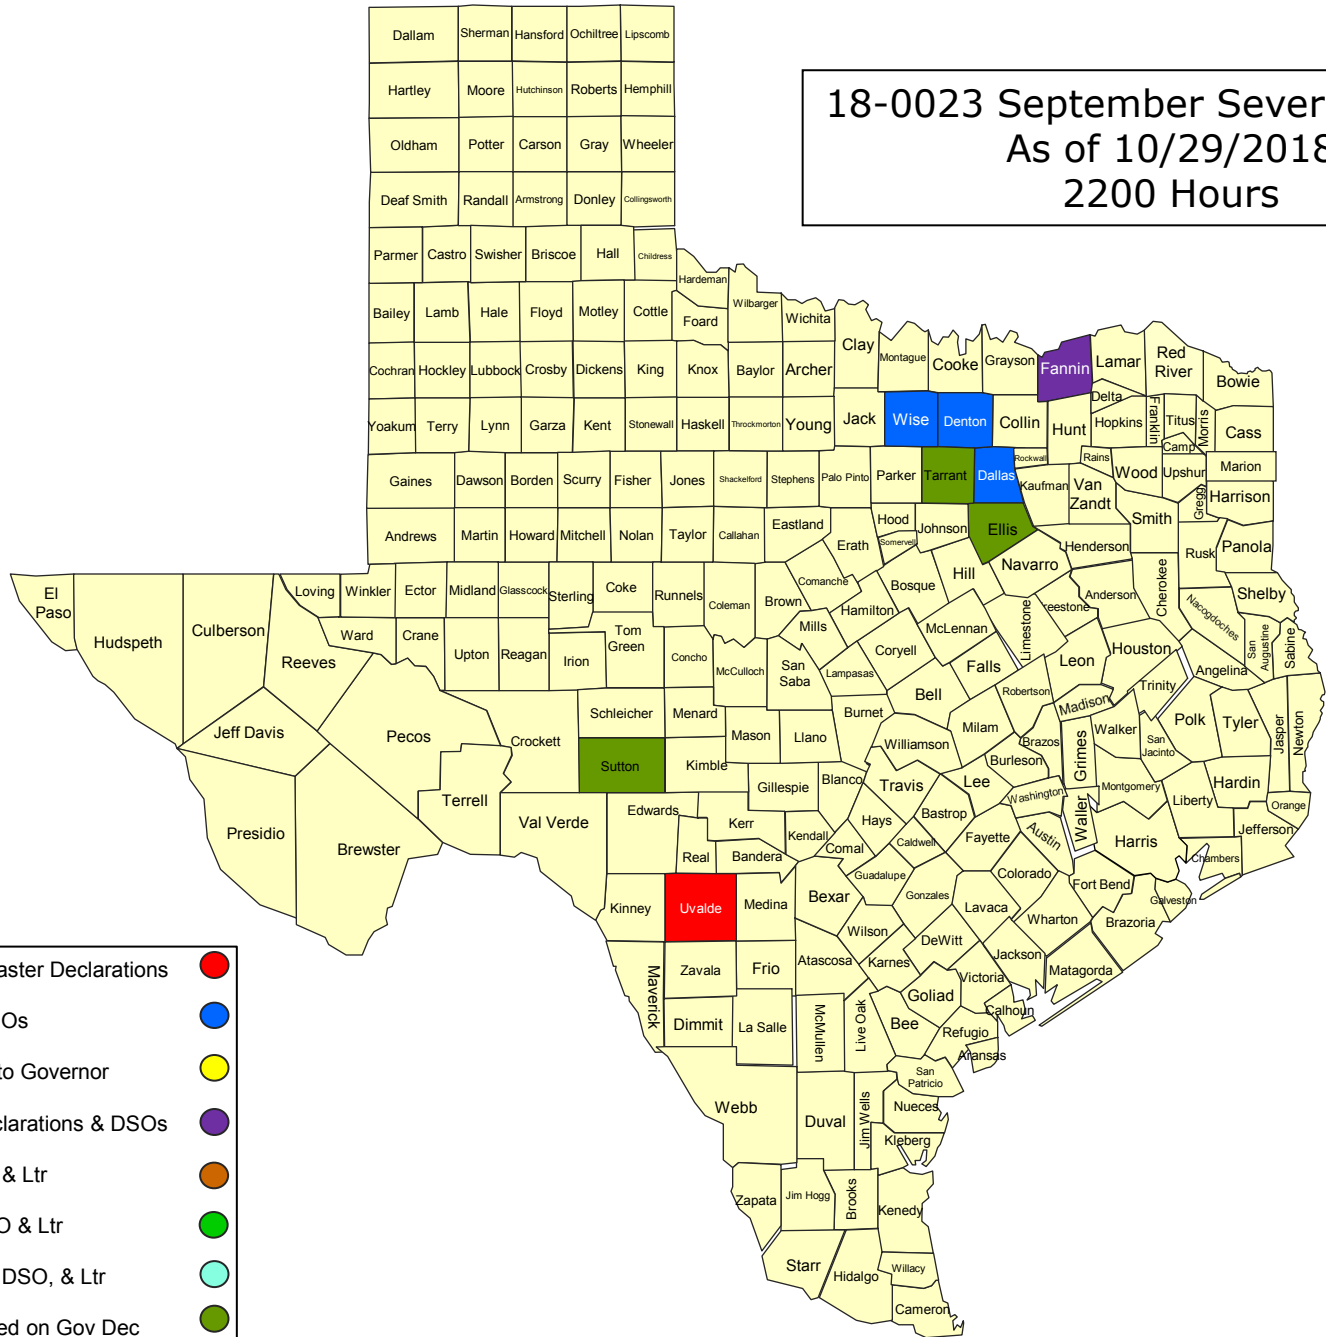 Dallam Sherman Hansford Ochiltree Lipscomb
Hartley Moore Hutchinson Roberts Hemphill
18-0023 September Sever
As of 10/29/2018
2200 Hours
Oldham Potter Carson Gray Wheeler
Deaf Smith Randall Armstrong Donley Collingsworth
Parmer Castro Swisher Briscoe Hall Childress
Hardeman
Bailey Lamb Hale Floyd Motley Cottle Foard Wilbarger Wichita
Clay Montague Cooke Grayson Fannin Lamar Red
River Bowie
Cochran Hockley Lubbock Crosby Dickens King Knox Baylor Archer
Delta
Yoakum Terry Lynn Garza Kent Stonewall Haskell Throckmorton Young Jack Wise Denton Collin Hunt Hopkins Franklin Titus Morris Cass
Camp
Rockwall Rains
Gaines Dawson Borden Scurry Fisher Jones Shackelford Stephens Palo Pinto Parker Tarrant Dallas Kaufman Van
Zandt Wood Upshur Marion
Gregg Harrison
Andrews Martin Howard Mitchell Nolan Taylor Callahan Eastland Erath Hood Somervell Johnson Ellis Henderson Smith Rusk Panola
El
Paso Hudspeth Culberson Loving Winkler Ector Midland Glasscock Sterling Coke Runnels Coleman Brown Comanche Bosque Hill Navarro Anderson Cherokee Shelby
Hamilton Limestone reestone Nacogdoches
Reeves Ward Crane Upton Reagan Irion Tom
Green Concho McCulloch San
Saba Mills Lampasas Coryell McLennan Falls Leon Houston Angelina San
Augustine Sabine
Jeff Davis Pecos Crockett Schleicher Menard Mason Llano Burnet Bell Milam Robertson Madison Trinity Polk Tyler Jasper Newton
Terrell Sutton Kimble Gillespie Blanco Williamson Travis Lee Burleson Brazos Grimes Walker San
Jacinto Hardin
Presidio Brewster Val Verde Edwards Kerr Kendall Hays Bastrop Washington Waller Montgomery Liberty Orange
Real Bandera Comal Caldwell Fayette Austin Harris Jefferson
Chambers
Kinney Uvalde Medina Bexar Guadalupe Gonzales Lavaca Colorado Fort Bend Galveston
Wilson Wharton Brazoria
Maverick Zavala Frio Atascosa Karnes DeWitt Jackson Matagorda
Dimmit La Salle McMullen Live Oak Bee Goliad Victoria Calhoun
Refugio Aransas
San
Patricio
Webb Duval Jim Wells Nueces
Kleberg
Zapata Jim Hogg Brooks Kenedy
Starr Hidalgo Willacy
Cameron
aster Declarations
Os
to Governor
clarations & DSOs
& Ltr
O & Ltr
DSO, & Ltr
ed on Gov Dec